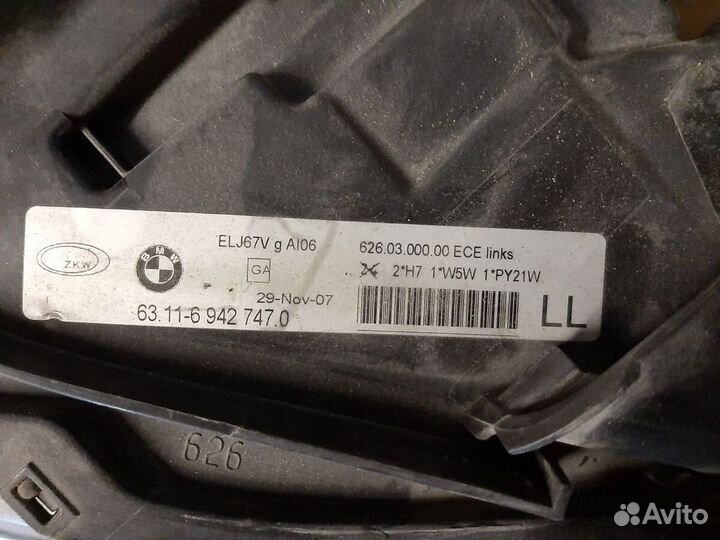 ELJ67V g AI06
626.03.000.00 ECE links
ZKW
BMW
GA
2*H7 1*W5W 1*PY21W
29-Nov-07
63.11-6 942 747.0
LL
626
Avito